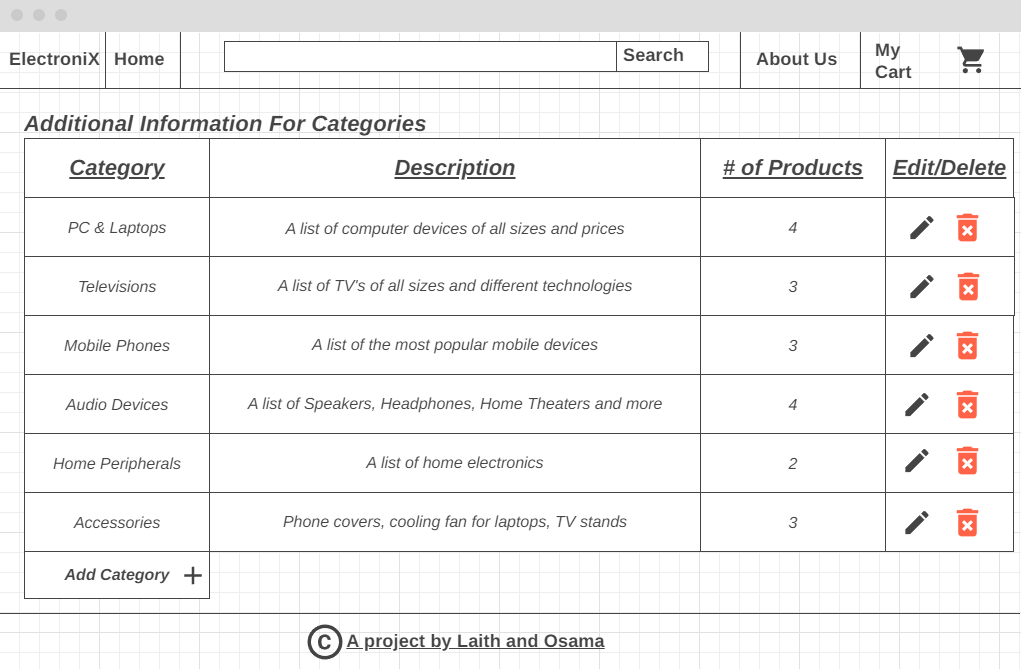 ElectroniX Home Search About Us My Cart
Additional Information For Categories
Category Description # of Products Edit/Delete
PC & Laptops A list of computer devices of all sizes and prices 4
Televisions A list of TV's of all sizes and different technologies 3
Mobile Phones A list of the most popular mobile devices 3
Audio Devices A list of Speakers, Headphones, Home Theaters and more 4
Home Peripherals A list of home electronics 2
Accessories Phone covers, cooling fan for laptops, TV stands 3
Add Category +
© A project by Laith and Osama